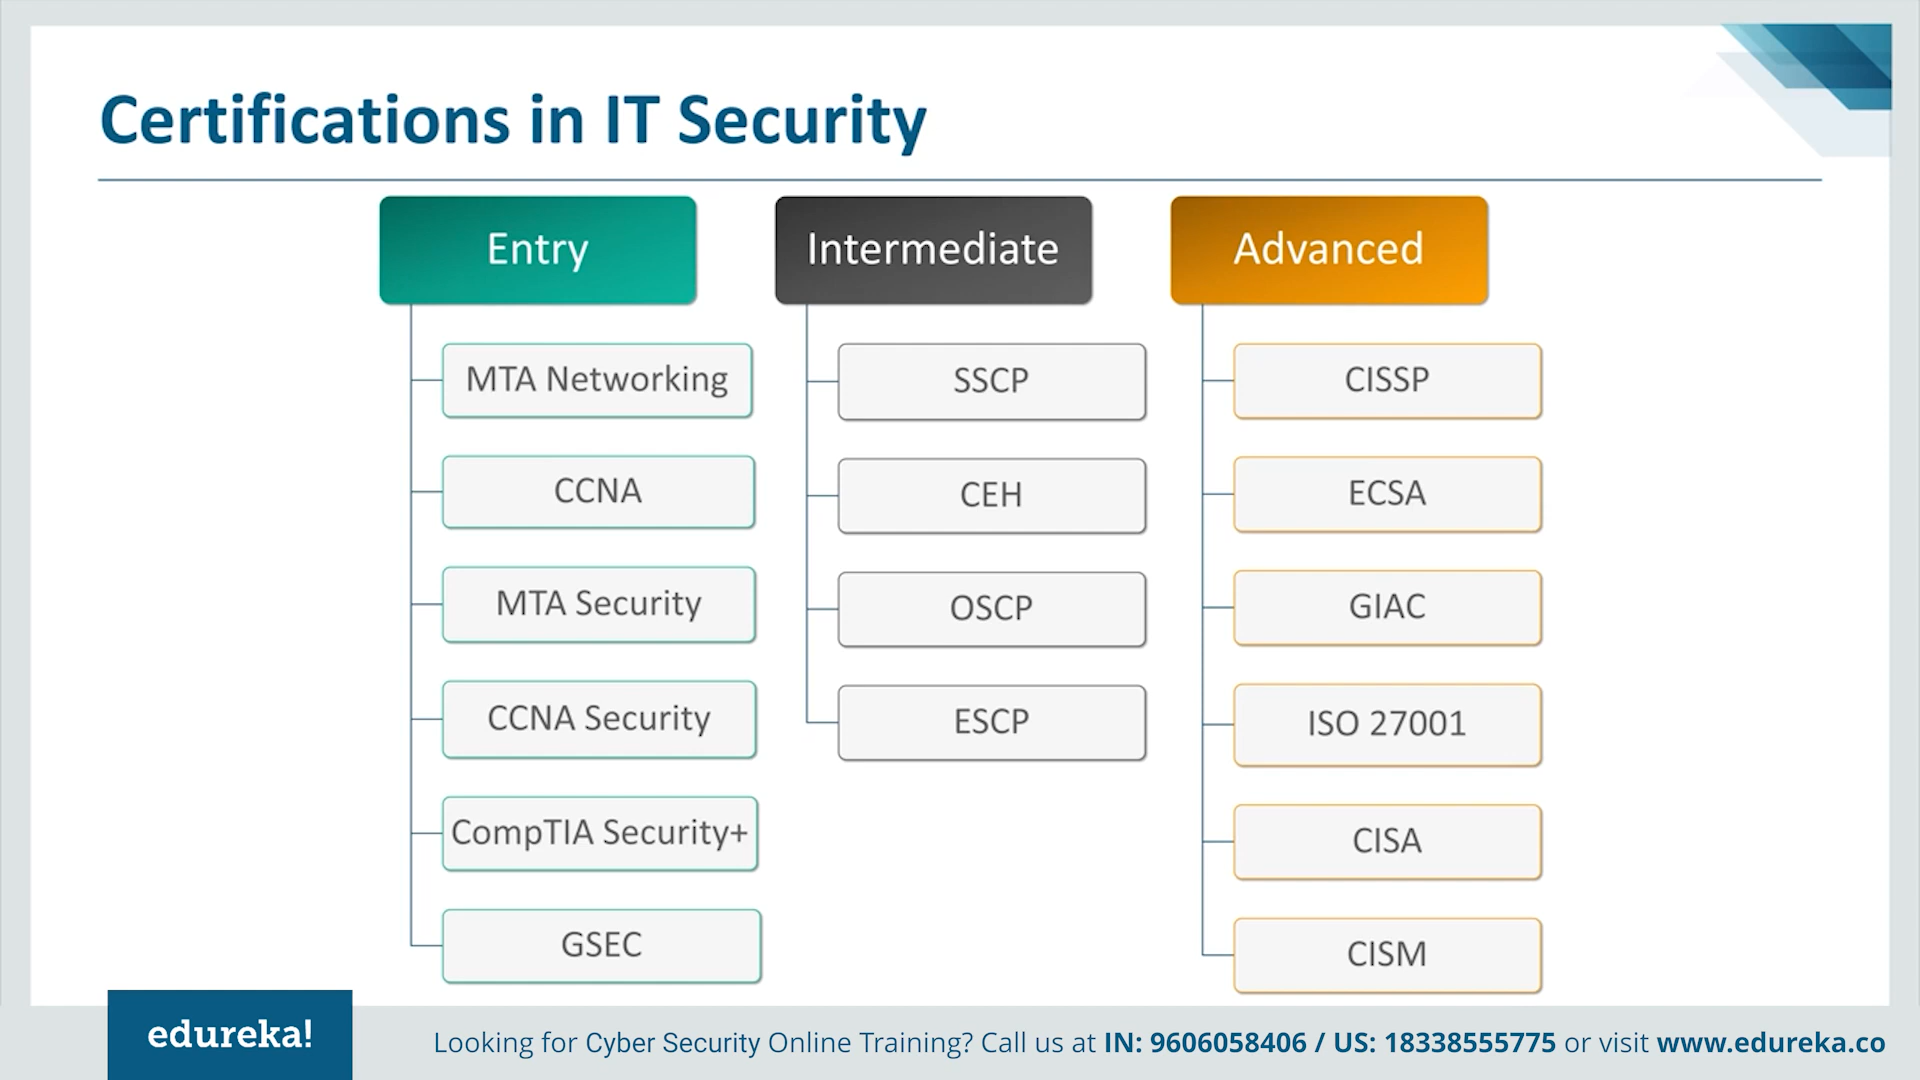 Certifications in IT Security
Entry
MTA Networking
CCNA
MTA Security
CCNA Security
CompTIA Security+
GSEC
Intermediate
SSCP
CEH
OSCP
ESCP
Advanced
CISSP
ECSA
GIAC
ISO 27001
CISA
CISM
edureka!
Looking for Cyber Security Online Training? Call us at IN: 9606058406 / US: 18338555775 or visit www.edureka.co